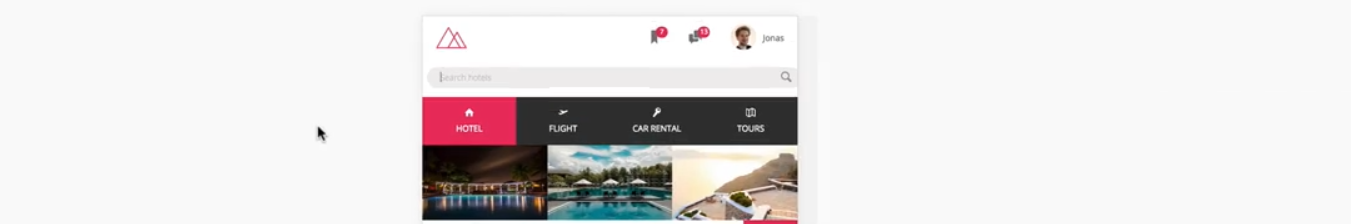 7
13
Jonas
Search hotels
HOTEL
FLIGHT
CAR RENTAL
TOURS